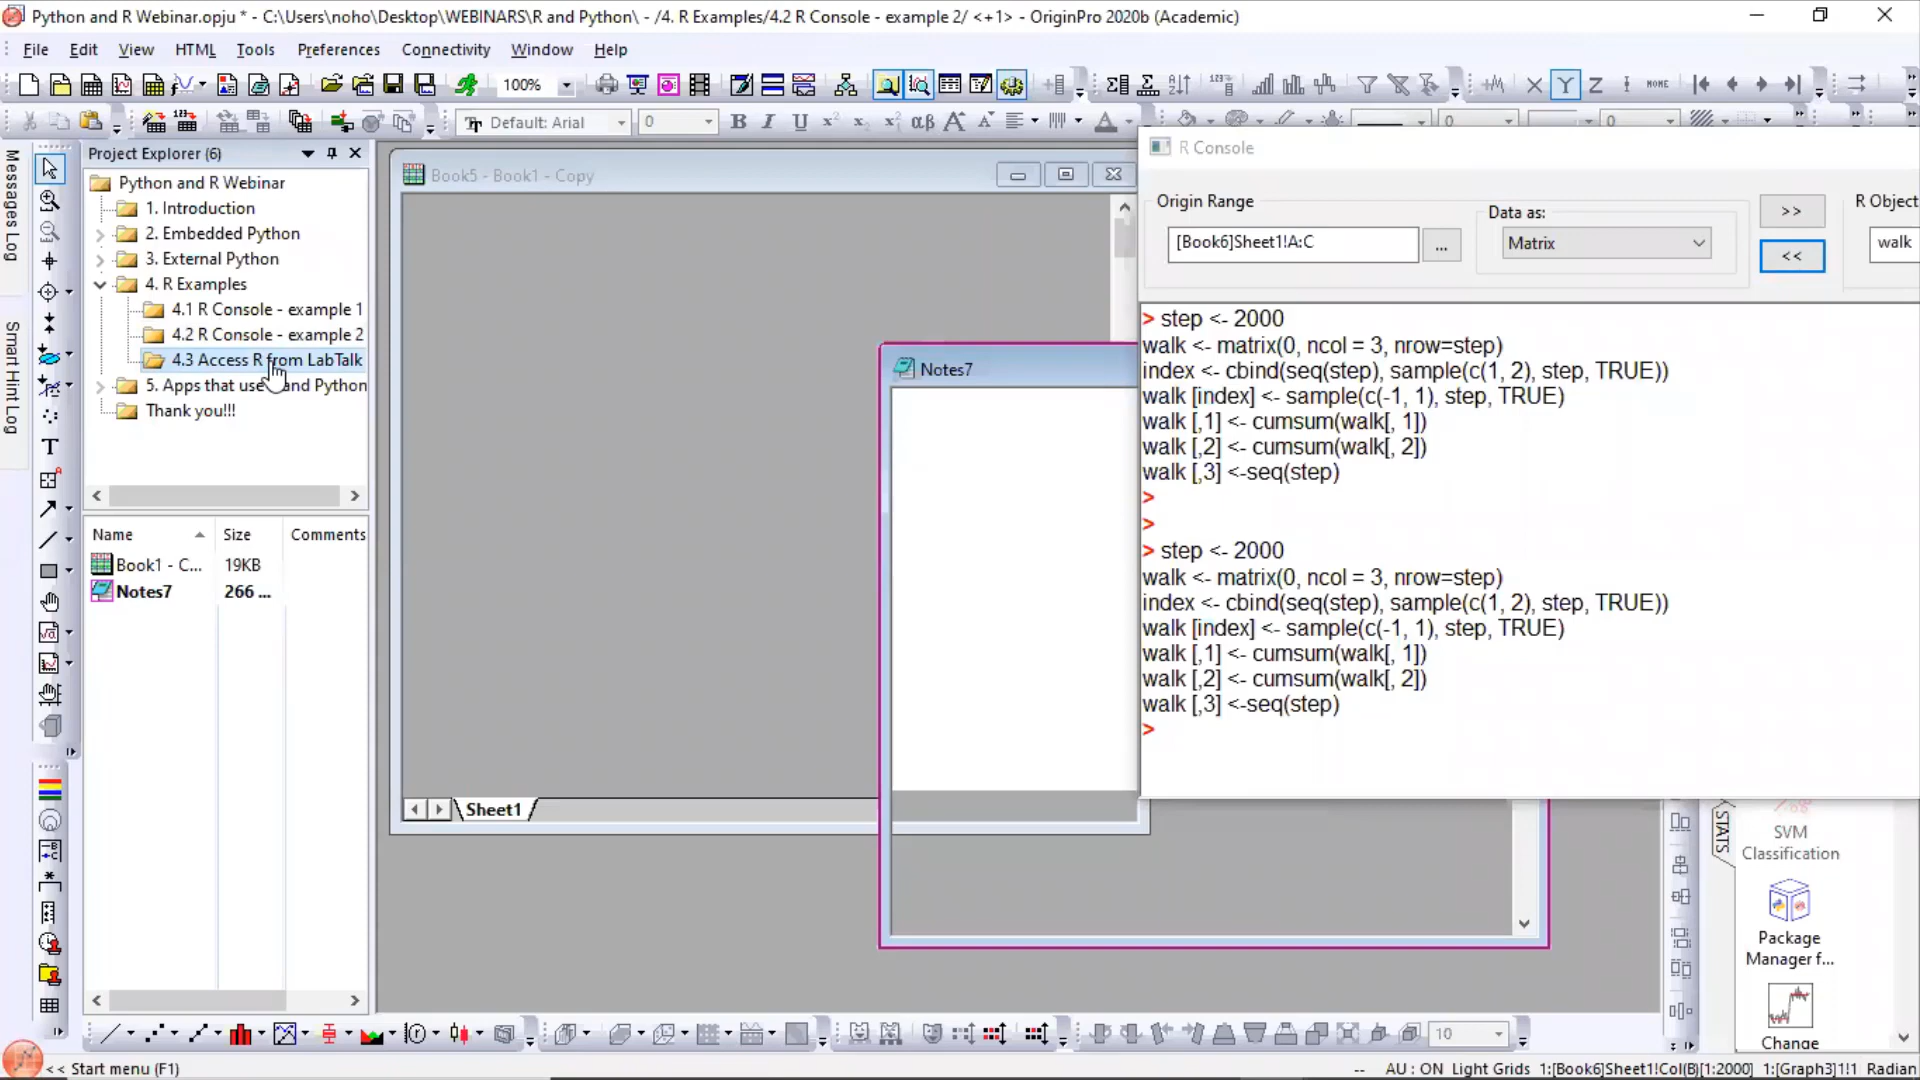 Python and R Webinar.opju * - C:\Users\noho\Desktop\WEBINARS\R and Python\ - /4. R Examples/4.2 R Console - example 2/ <+1> - OriginPro 2020b (Academic)
File Edit View HTML Tools Preferences Connectivity Window Help
100%
Default: Arial 0
0 0
Messages Log
Smart Hint Log
Project Explorer (6)
Python and R Webinar
1. Introduction
2. Embedded Python
3. External Python
4. R Examples
4.1 R Console - example 1
4.2 R Console - example 2
4.3 Access R from LabTalk
5. Apps that use and Python
Thank you!!!
Name Size Comments
Book1 - C... 19KB
Notes7 266 ...
Book5 - Book1 - Copy
Sheet1
Notes7
R Console
Origin Range
[Book6]Sheet1!A:C
...
Data as:
Matrix
>>
<<
R Object
walk
> step <- 2000
walk <- matrix(0, ncol = 3, nrow=step)
index <- cbind(seq(step), sample(c(1, 2), step, TRUE))
walk [index] <- sample(c(-1, 1), step, TRUE)
walk [,1] <- cumsum(walk[, 1])
walk [,2] <- cumsum(walk[, 2])
walk [,3] <-seq(step)
>
>
> step <- 2000
walk <- matrix(0, ncol = 3, nrow=step)
index <- cbind(seq(step), sample(c(1, 2), step, TRUE))
walk [index] <- sample(c(-1, 1), step, TRUE)
walk [,1] <- cumsum(walk[, 1])
walk [,2] <- cumsum(walk[, 2])
walk [,3] <-seq(step)
>
STATS
SVM
Classification
Package
Manager f...
Change
10
<< Start menu (F1)
-- AU : ON Light Grids 1:[Book6]Sheet1!Col(B)[1:2000] 1:[Graph3]1!1 Radian